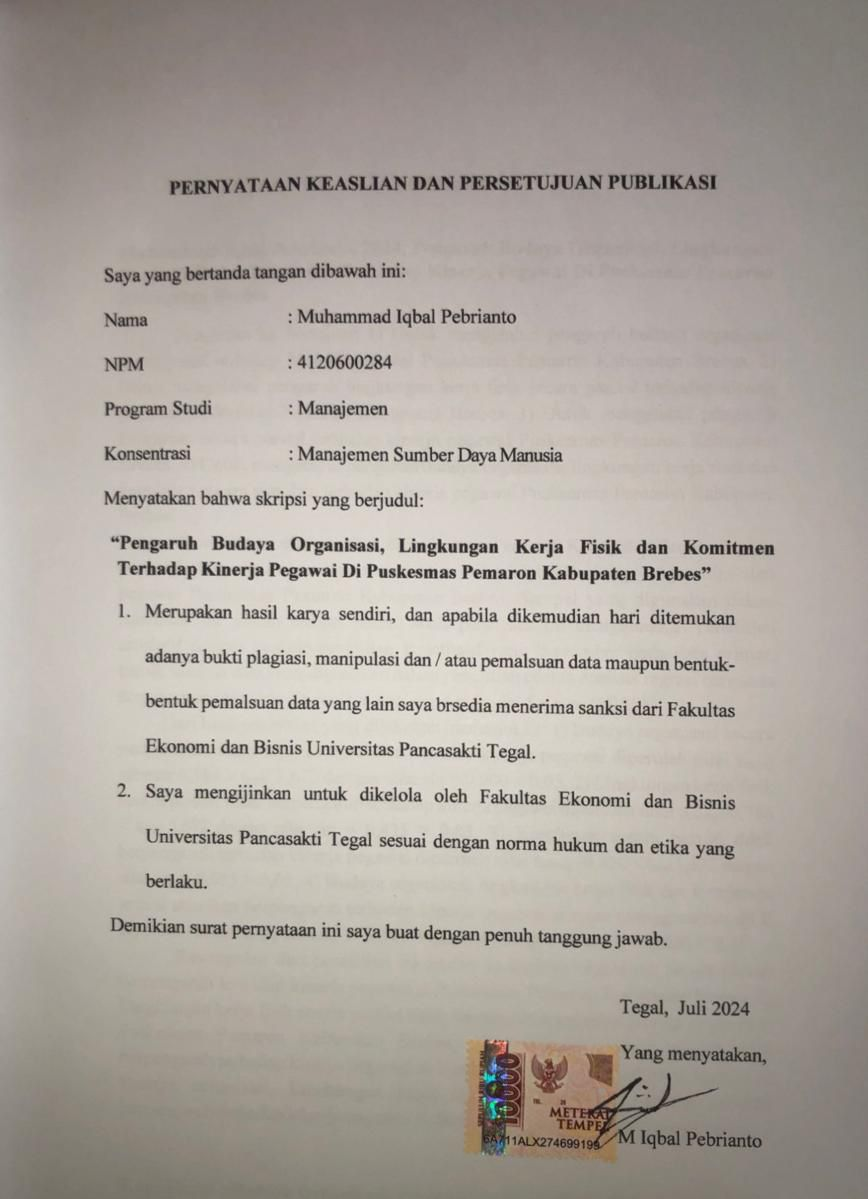 PERNYATAAN KEASLIAN DAN PERSETUJUAN PUBLIKASI
Saya yang bertanda tangan dibawah ini:
Nama : Muhammad Iqbal Pebrianto
NPM : 4120600284
Program Studi : Manajemen
Konsentrasi : Manajemen Sumber Daya Manusia
Menyatakan bahwa skripsi yang berjudul:
“Pengaruh Budaya Organisasi, Lingkungan Kerja Fisik dan Komitmen
Terhadap Kinerja Pegawai Di Puskesmas Pemaron Kabupaten Brebes”
1. Merupakan hasil karya sendiri, dan apabila dikemudian hari ditemukan
adanya bukti plagiasi, manipulasi dan / atau pemalsuan data maupun bentuk-
bentuk pemalsuan data yang lain saya brsedia menerima sanksi dari Fakultas
Ekonomi dan Bisnis Universitas Pancasakti Tegal.
2. Saya mengijinkan untuk dikelola oleh Fakultas Ekonomi dan Bisnis
Universitas Pancasakti Tegal sesuai dengan norma hukum dan etika yang
berlaku.
Demikian surat pernyataan ini saya buat dengan penuh tanggung jawab.
Tegal, Juli 2024
Yang menyatakan,
10000
TGL. 20
METERAI
TEMPEL
6A711ALX274699199
M Iqbal Pebrianto